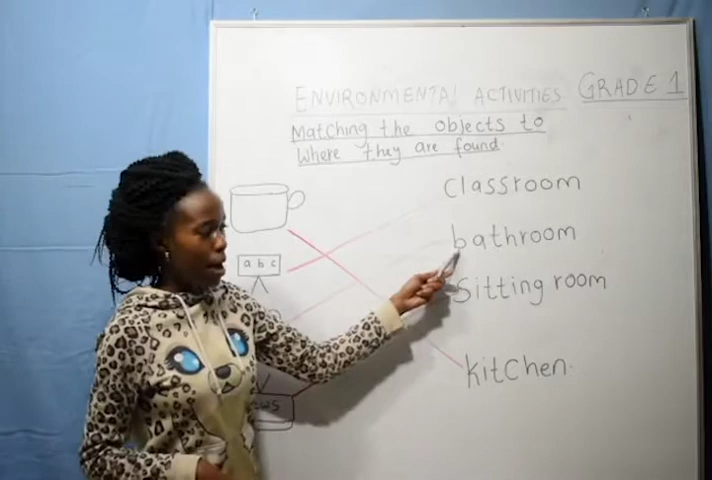 ENVIRONMENTAL ACTIVITIES GRADE 1
Matching the objects to
Where they are found
Classroom
a b c
bathroom
Sitting room
kitchen